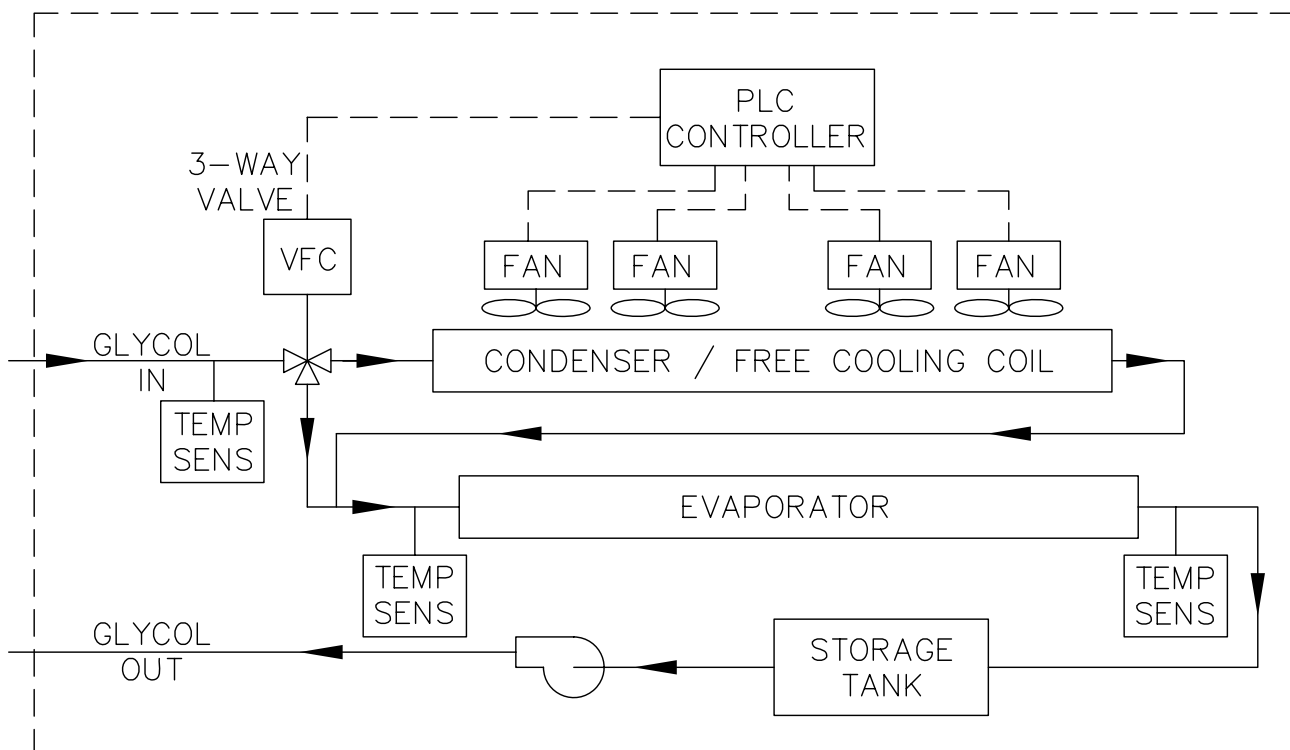 PLC
CONTROLLER
3-WAY
VALVE
VFC
FAN
FAN
FAN
FAN
GLYCOL
IN
CONDENSER / FREE COOLING COIL
TEMP
SENS
EVAPORATOR
TEMP
SENS
TEMP
SENS
GLYCOL
OUT
STORAGE
TANK